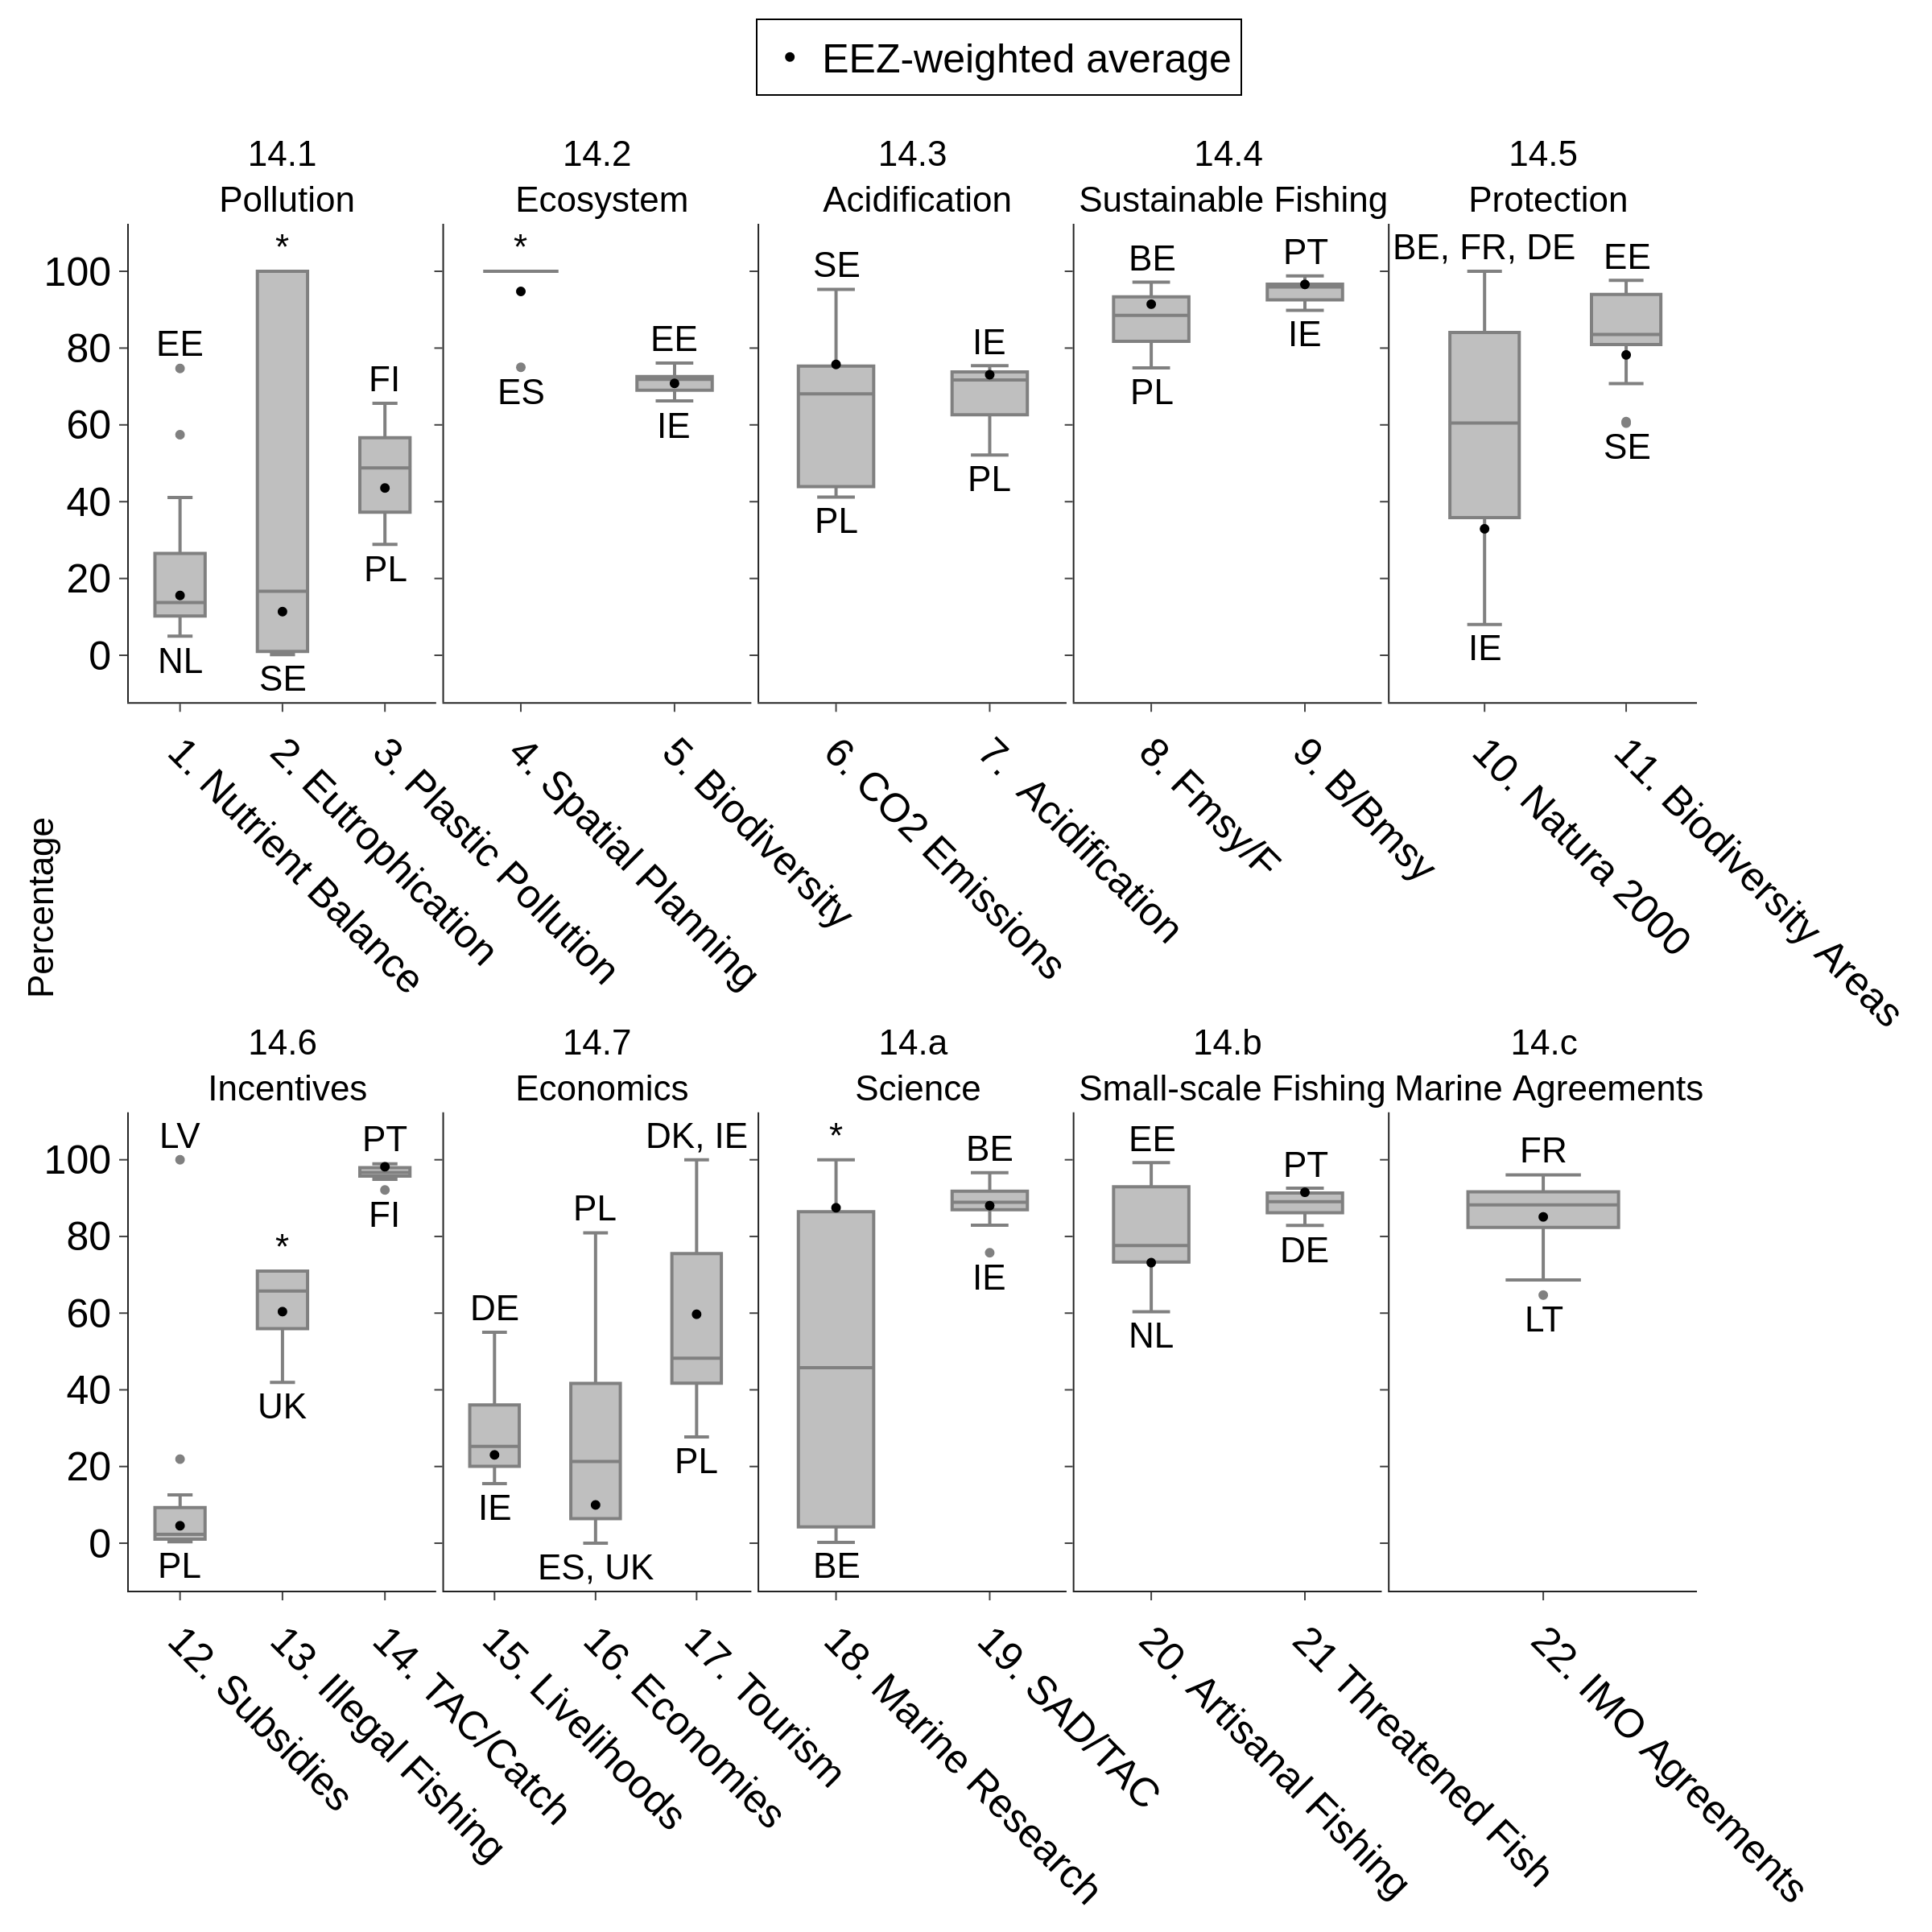 EEZ-weighted average
14.1
Pollution
14.2
Ecosystem
14.3
Acidification
14.4
Sustainable Fishing
14.5
Protection
Percentage
100
80
60
40
20
0
EE
NL
*
SE
FI
PL
*
ES
EE
IE
SE
PL
IE
PL
BE
PL
PT
IE
BE, FR, DE
IE
EE
SE
1. Nutrient Balance
2. Eutrophication
3. Plastic Pollution
4. Spatial Planning
5. Biodiversity
6. CO2 Emissions
7. Acidification
8. Fmsy/F
9. B/Bmsy
10. Natura 2000
11. Biodiversity Areas
14.6
Incentives
14.7
Economics
14.a
Science
14.b
Small-scale Fishing
14.c
Marine Agreements
100
80
60
40
20
0
LV
PL
*
UK
PT
FI
DE
IE
PL
ES, UK
DK, IE
PL
*
BE
BE
IE
EE
NL
PT
DE
FR
LT
12. Subsidies
13. Illegal Fishing
14. TAC/Catch
15. Livelihoods
16. Economies
17. Tourism
18. Marine Research
19. SAD/TAC
20. Artisanal Fishing
21 Threatened Fish
22. IMO Agreements